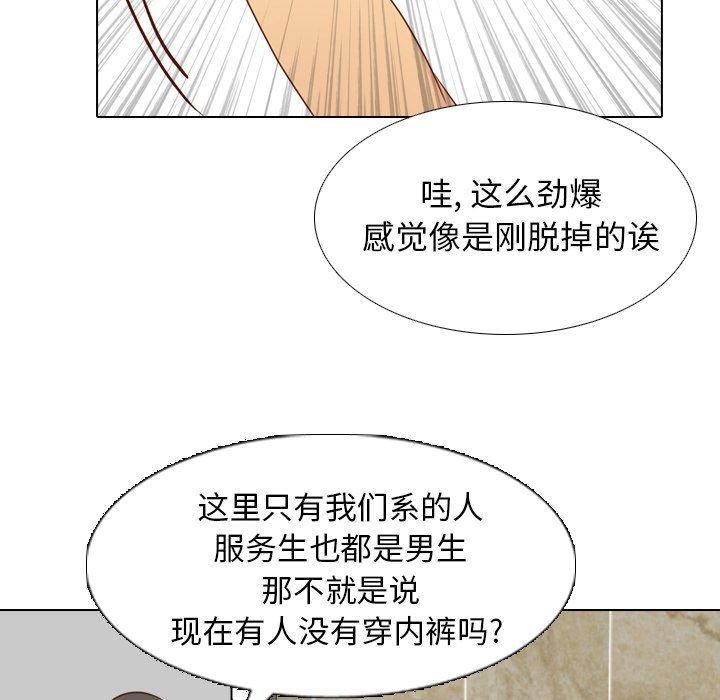 哇, 这么劲爆
感觉像是刚脱掉的诶
这里只有我们系的人
服务生也都是男生
那不就是说
现在有人没有穿内裤吗?